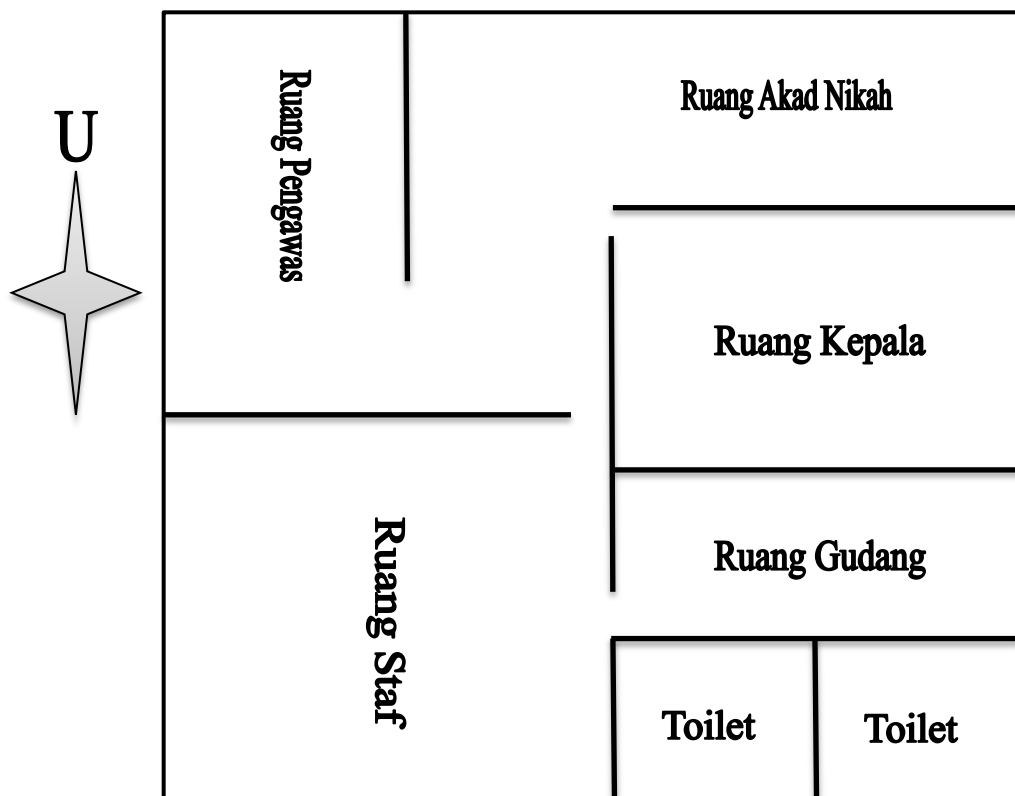 U
Ruang Pengawas
Ruang Akad Nikah
Ruang Kepala
Ruang Staf
Ruang Gudang
Toilet
Toilet